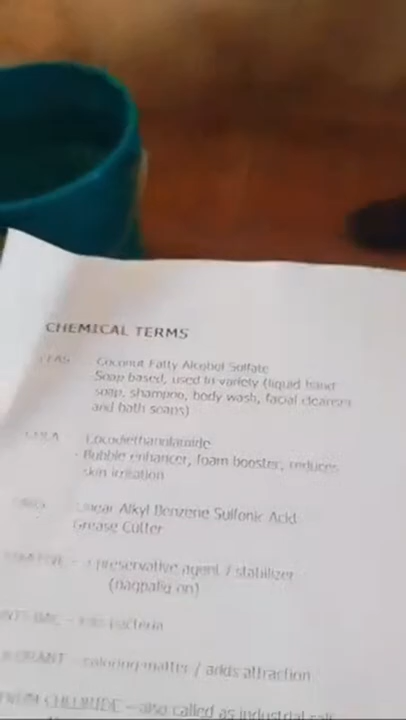 CHEMICAL TERMS
Coconut Fatty Alcohol Sulfate
Soap based, used in variety (liquid hand
soap, shampoo, body wash, facial cleanser
and bath soaps)
Cocodiethanolamide
- Bubble enhancer, foam booster, reduces
skin irritation
Linear Alkyl Benzene Sulfonic Acid
Grease Cutter
preservative agent / stabilizer
bacteria
- coloring matter / adds attraction
CHLORIDE – also called as industrial salt